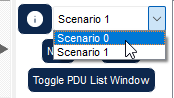 Scenario 1
Scenario 0
Scenario 1
Toggle PDU List Window